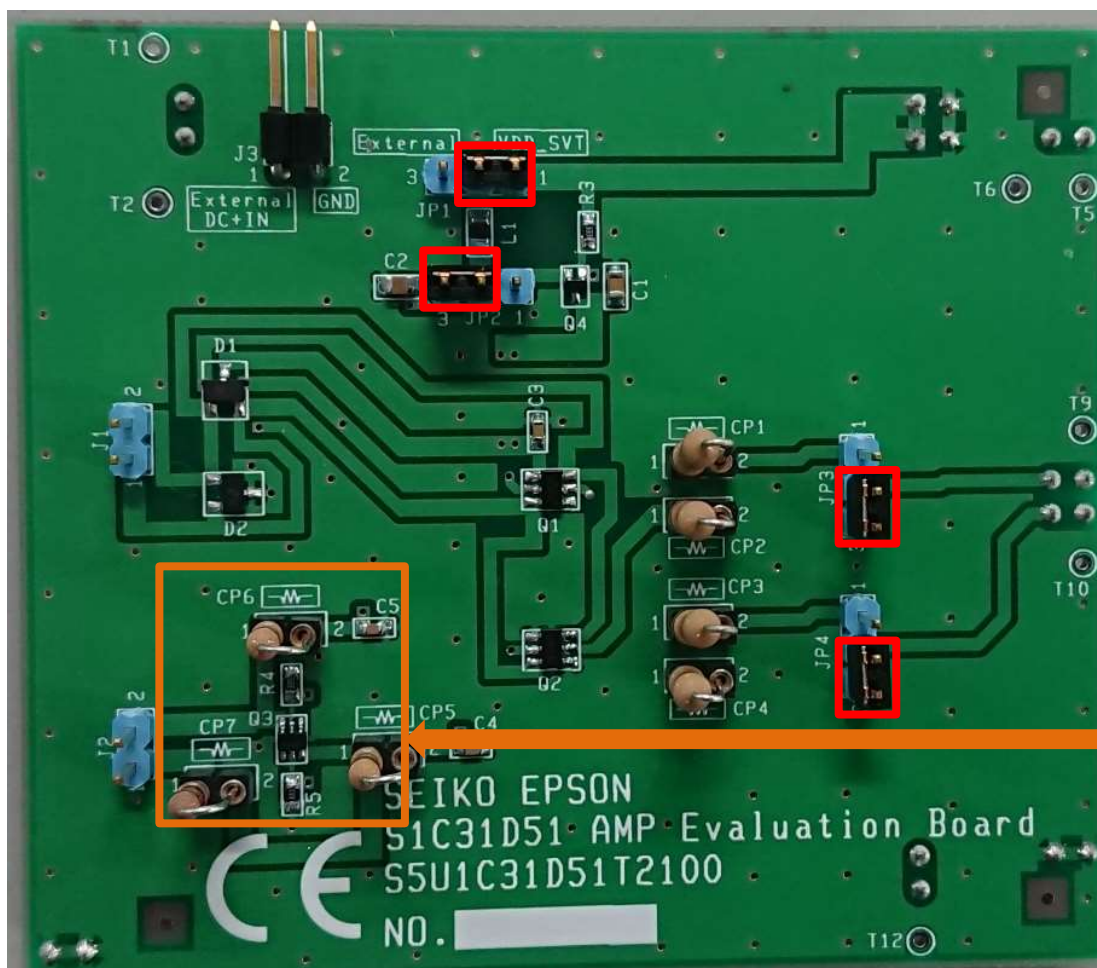 T1
J3
1 2
External VDD_SVT
3 1
T2
External
DC+IN
GND
JP1
R3
T6
T5
L1
C2
C1
3 JP2 1
Q4
D1
2
J1
C3
T9
CP1
1
1 2
JP3
D2
Q1
1 2
CP2
3
T10
CP6
C5
CP3
1
1 2
1 2
JP4
Q2
R4
1 2
2
CP7
Q3
CP5
C4
CP4
J2
1 2
1 2
R5
SEIKO EPSON
S1C31D51 AMP Evaluation Board
S5U1C31D51T2100
NO.
T12